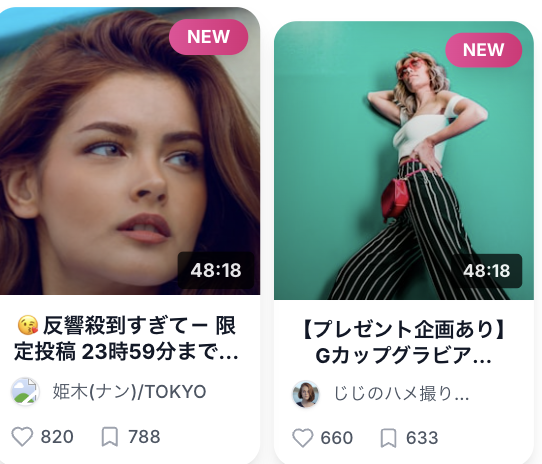 NEW
48:18
😘反響殺到すぎてー 限
定投稿 23時59分まで...
姫木(ナン)/TOKYO
820
788
NEW
48:18
【プレゼント企画あり】
Gカップグラビア...
じじのハメ撮り...
660
633